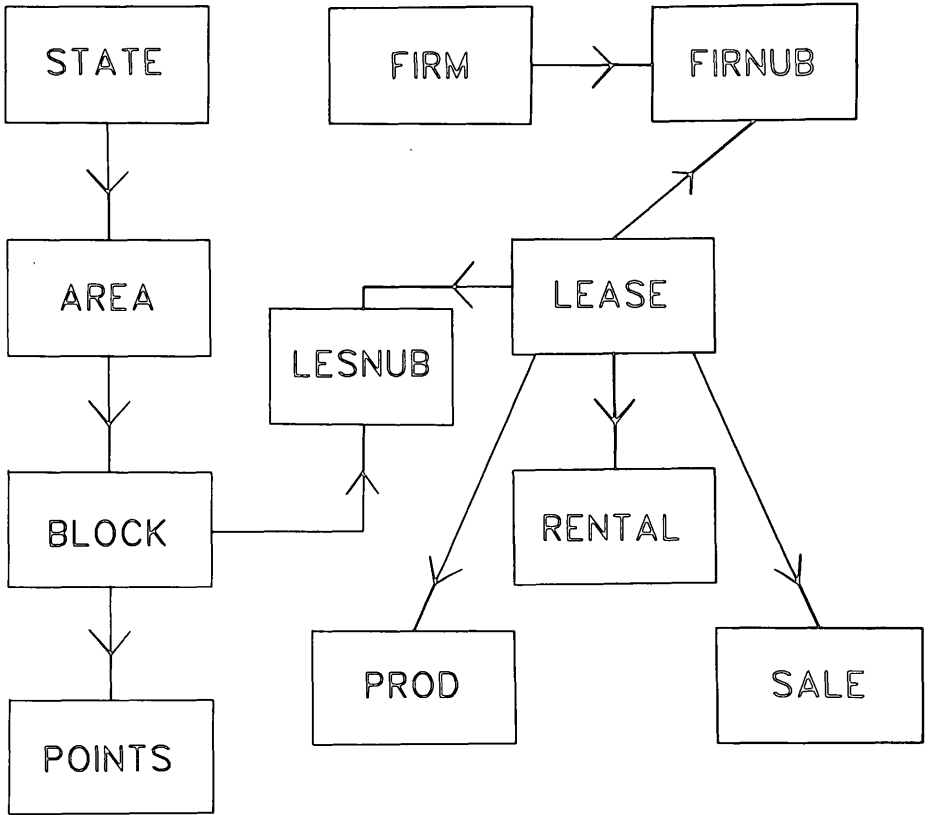 STATE
FIRM
FIRNUB
AREA
LEASE
LESNUB
BLOCK
RENTAL
PROD
SALE
POINTS